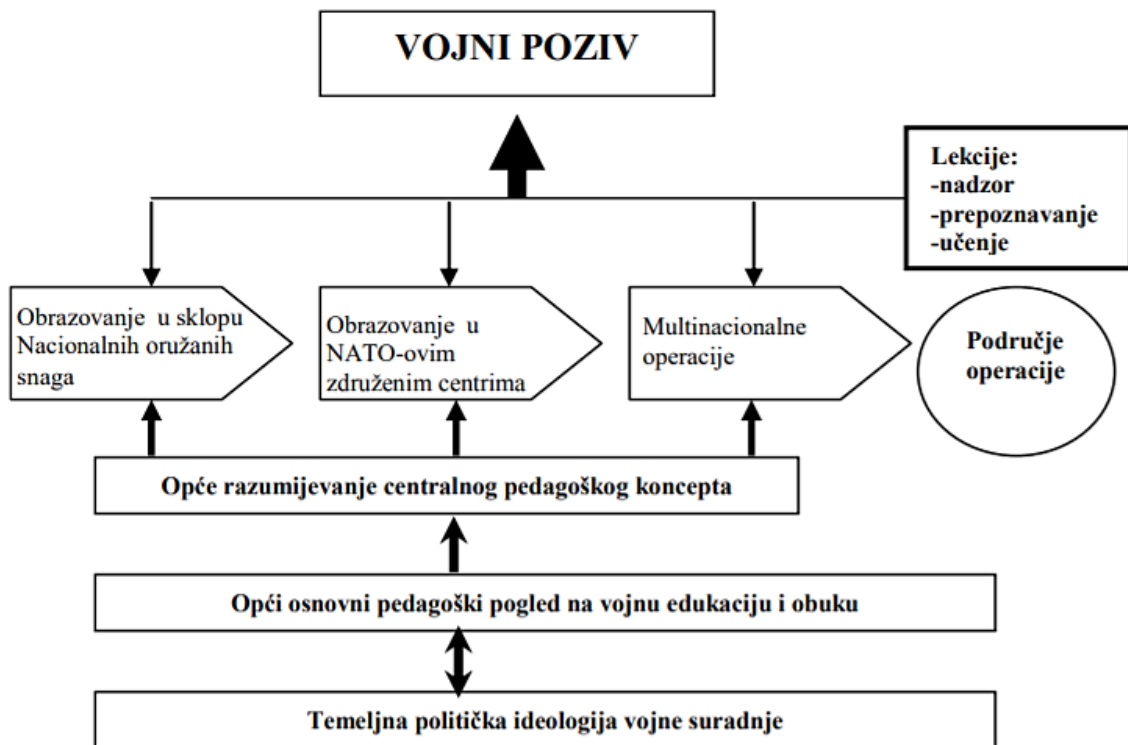 VOJNI POZIV
Lekcije:
-nadzor
-prepoznavanje
-učenje
Obrazovanje u sklopu
Nacionalnih oružanih
snaga
Obrazovanje u
NATO-ovim
združenim centrima
Multinacionalne
operacije
Područje
operacije
Opće razumijevanje centralnog pedagoškog koncepta
Opći osnovni pedagoški pogled na vojnu edukaciju i obuku
Temeljna politička ideologija vojne suradnje